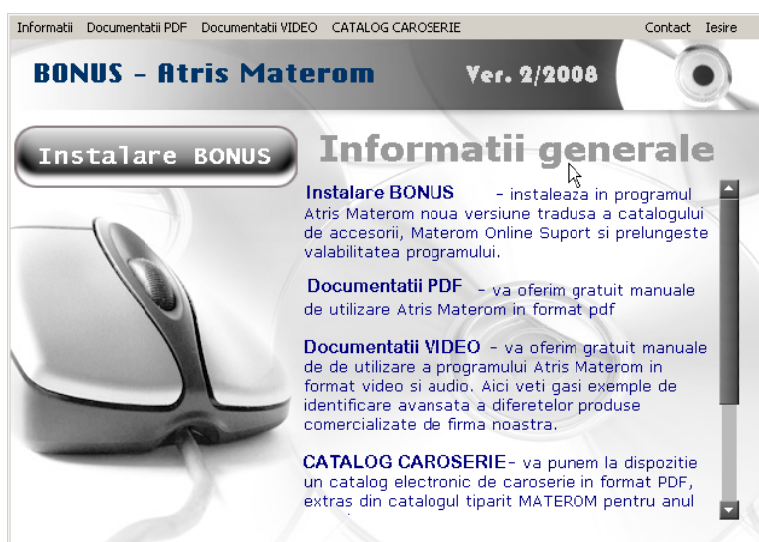 Informatii Documentatii PDF Documentatii VIDEO CATALOG CAROSERIE Contact Iesire
BONUS - Atris Materom Ver. 2/2008
Instalare BONUS
Informatii generale
Instalare BONUS - instaleaza in programul
Atris Materom noua versiune tradusa a catalogului
de accesorii, Materom Online Suport si prelungeste
valabilitatea programului.
Documentatii PDF - va oferim gratuit manuale
de utilizare Atris Materom in format pdf
Documentatii VIDEO - va oferim gratuit manuale
de de utilizare a programului Atris Materom in
format video si audio. Aici veti gasi exemple de
identificare avansata a diferetelor produse
comercializate de firma noastra.
CATALOG CAROSERIE- va punem la dispozitie
un catalog electronic de caroserie in format PDF,
extras din catalogul tiparit MATEROM pentru anul